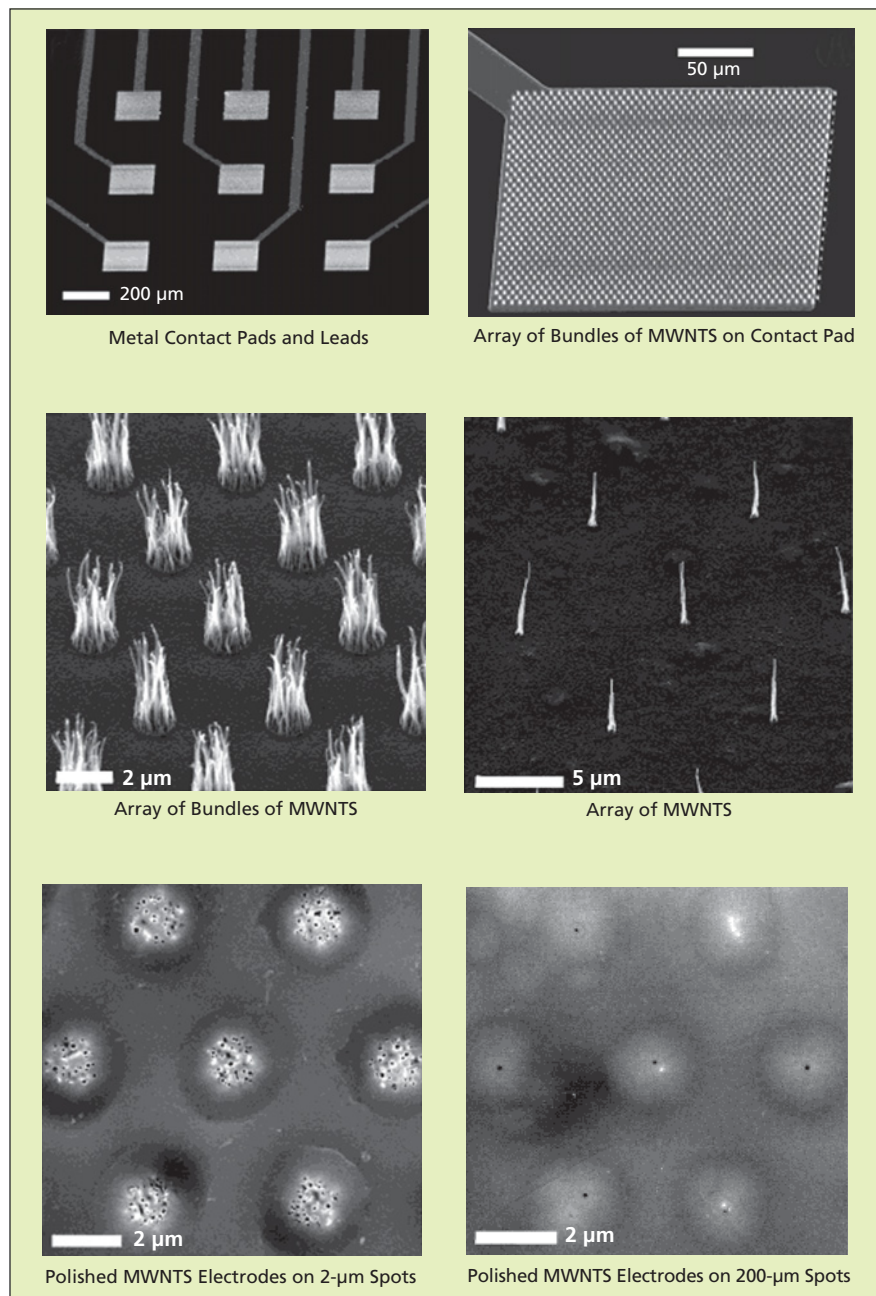 50 µm
200 µm
Metal Contact Pads and Leads
Array of Bundles of MWNTS on Contact Pad
2 µm
5 µm
Array of Bundles of MWNTS
Array of MWNTS
2 µm
2 µm
Polished MWNTS Electrodes on 2-µm Spots
Polished MWNTS Electrodes on 200-µm Spots